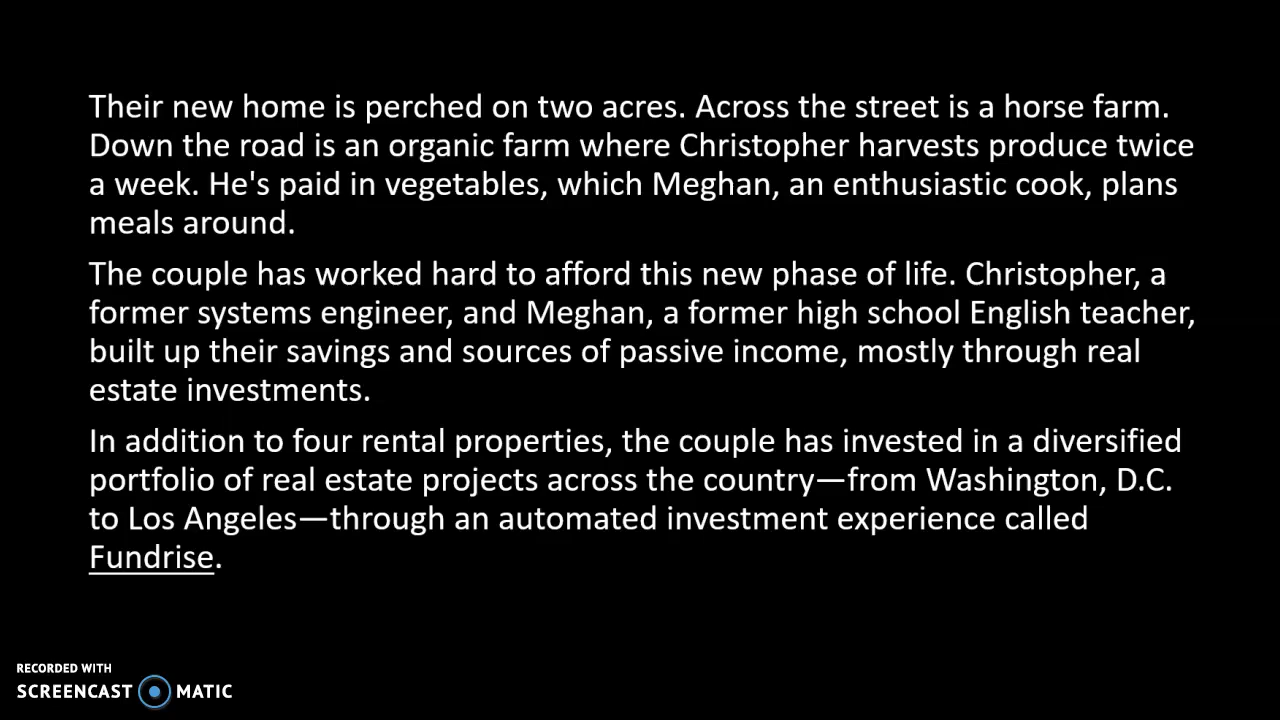 Their new home is perched on two acres. Across the street is a horse farm.
Down the road is an organic farm where Christopher harvests produce twice
a week. He's paid in vegetables, which Meghan, an enthusiastic cook, plans
meals around.
The couple has worked hard to afford this new phase of life. Christopher, a
former systems engineer, and Meghan, a former high school English teacher,
built up their savings and sources of passive income, mostly through real
estate investments.
In addition to four rental properties, the couple has invested in a diversified
portfolio of real estate projects across the country—from Washington, D.C.
to Los Angeles—through an automated investment experience called
Fundrise.
RECORDED WITH
SCREENCAST MATIC